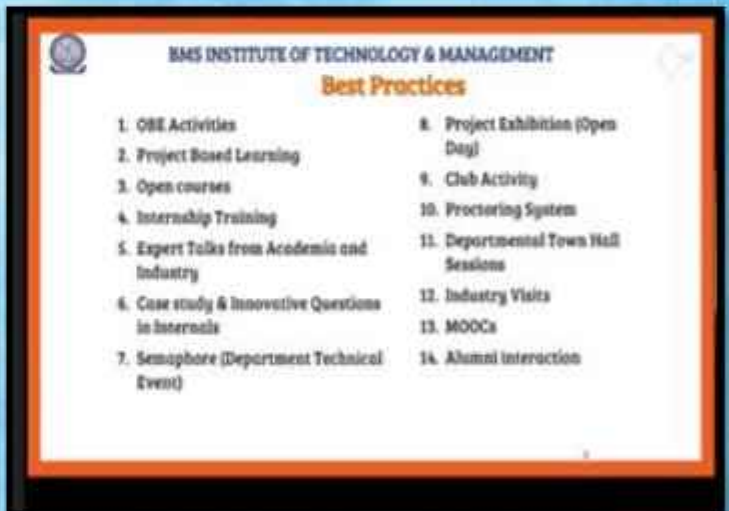 BMS INSTITUTE OF TECHNOLOGY & MANAGEMENT
Best Practices
1. OBE Activities
2. Project Based Learning
3. Open courses
4. Internship Training
5. Expert Talks from Academia and
Industry
6. Case study & Innovative Questions
in Internals
7. Semaphore (Department Technical
Event)
8. Project Exhibition (Open
Day)
9. Club Activity
10. Proctoring System
11. Departmental Town Hall
Sessions
12. Industry Visits
13. MOOCs
14. Alumni interaction